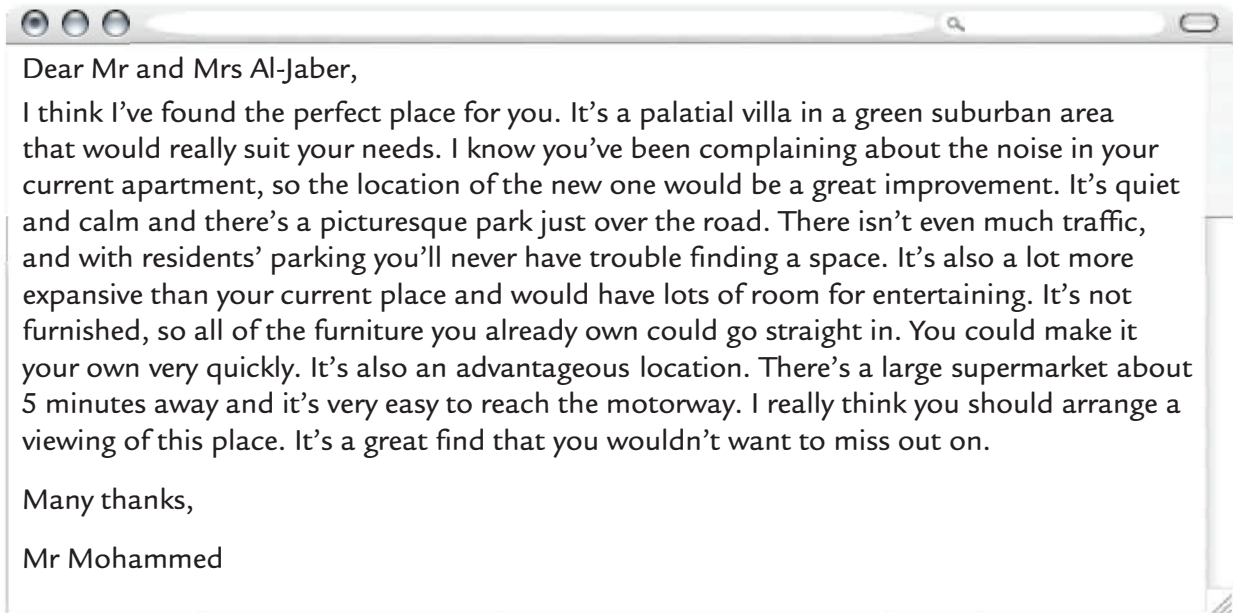 Dear Mr and Mrs Al-Jaber,
I think I’ve found the perfect place for you. It’s a palatial villa in a green suburban area
that would really suit your needs. I know you’ve been complaining about the noise in your
current apartment, so the location of the new one would be a great improvement. It’s quiet
and calm and there’s a picturesque park just over the road. There isn’t even much traffic,
and with residents’ parking you’ll never have trouble finding a space. It’s also a lot more
expansive than your current place and would have lots of room for entertaining. It’s not
furnished, so all of the furniture you already own could go straight in. You could make it
your own very quickly. It’s also an advantageous location. There’s a large supermarket about
5 minutes away and it’s very easy to reach the motorway. I really think you should arrange a
viewing of this place. It’s a great find that you wouldn’t want to miss out on.
Many thanks,
Mr Mohammed